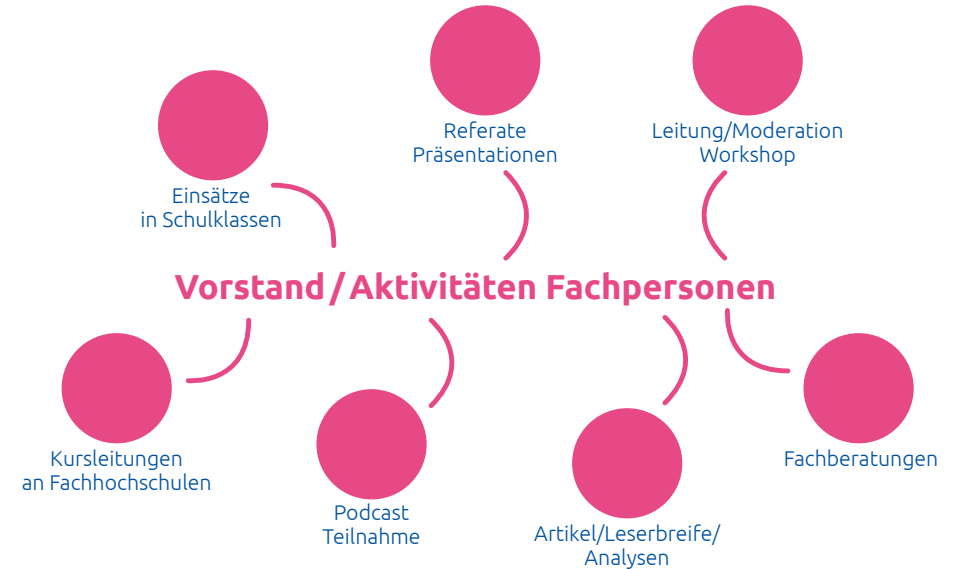 Referate
Präsentationen
Leitung/Moderation
Workshop
Einsätze
in Schulklassen
Vorstand/Aktivitäten Fachpersonen
Kursleitungen
an Fachhochschulen
Podcast
Teilnahme
Artikel/Leserbreife/
Analysen
Fachberatungen